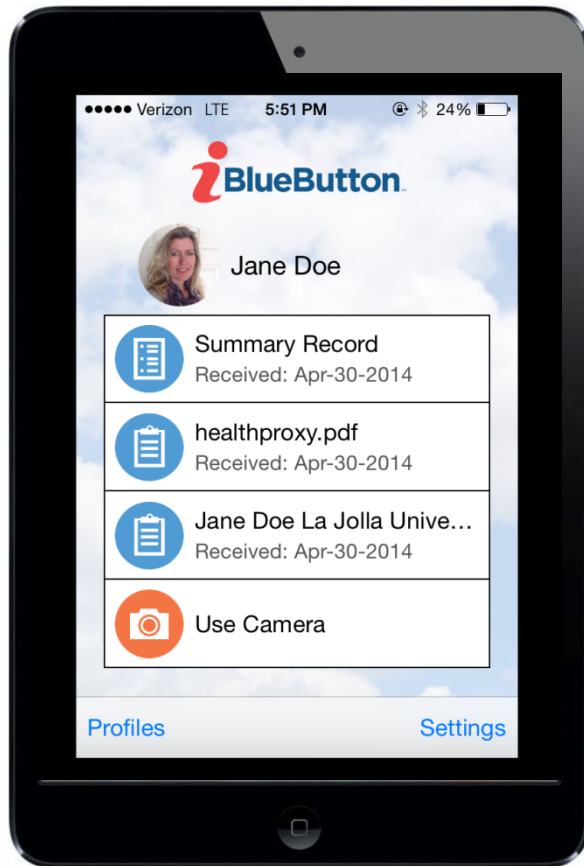 Verizon LTE 5:51 PM 24%
iBlueButton™
Jane Doe
Summary Record
Received: Apr-30-2014
healthproxy.pdf
Received: Apr-30-2014
Jane Doe La Jolla Unive...
Received: Apr-30-2014
Use Camera
Profiles Settings